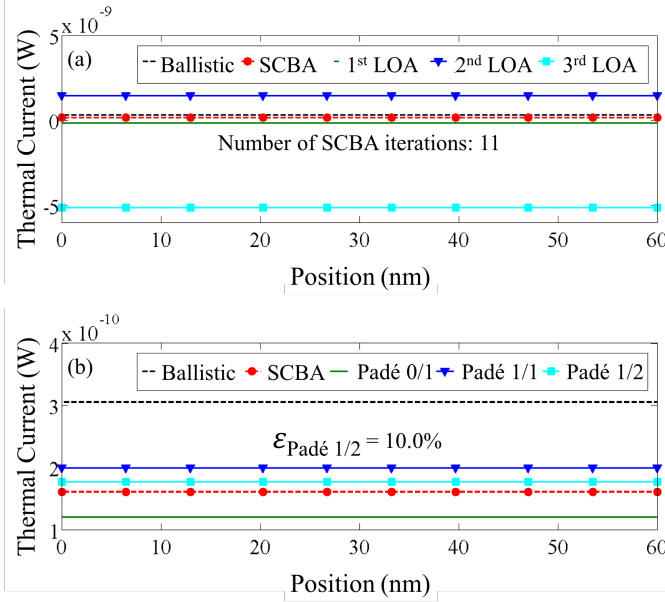 5 x 10⁻⁹
(a)
Ballistic SCBA 1ˢᵗ LOA 2ⁿᵈ LOA 3ʳᵈ LOA
0
Number of SCBA iterations: 11
-5
0 10 20 30 40 50 60
Thermal Current (W)
Position (nm)
4 x 10⁻¹⁰
(b)
Ballistic SCBA Padé 0/1 Padé 1/1 Padé 1/2
3
εPadé 1/2 = 10.0%
2
1
0 10 20 30 40 50 60
Thermal Current (W)
Position (nm)